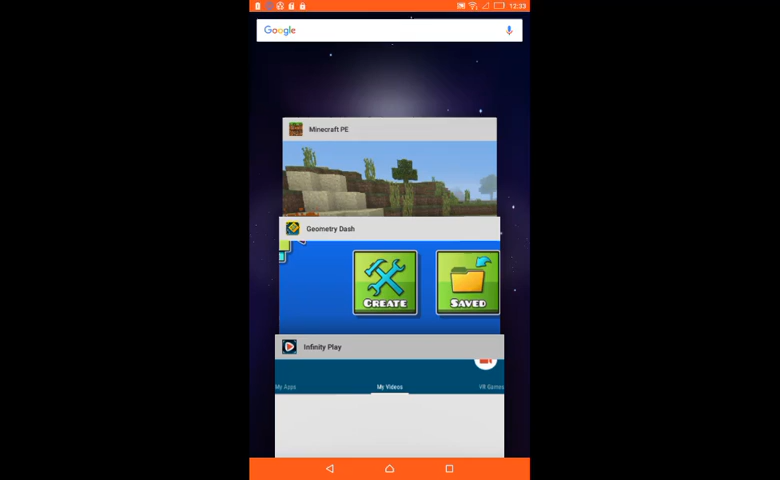 12:33
Google
Minecraft PE
Geometry Dash
CREATE
SAVED
Infinity Play
My Apps
My Videos
VR Games